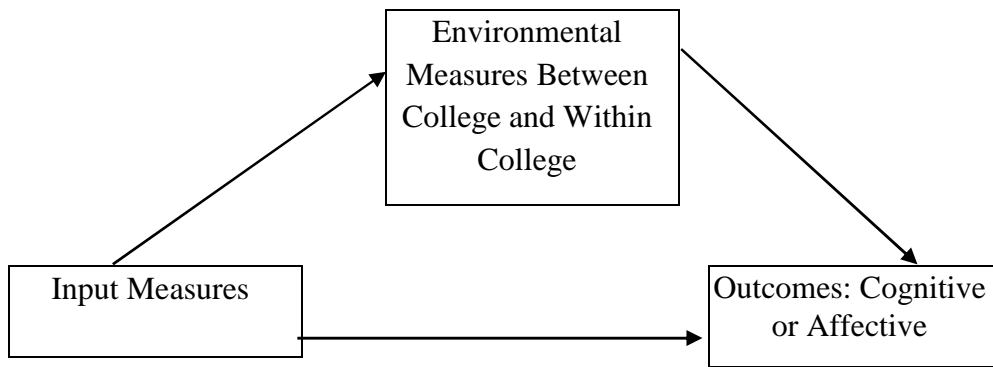 Environmental
Measures Between
College and Within
College
Input Measures
Outcomes: Cognitive
or Affective